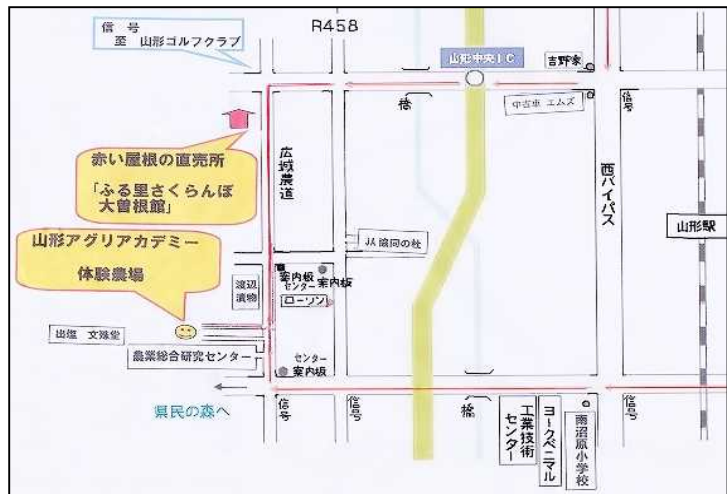 信 号
至 山形ゴルフクラブ
R458
山形中央IC
吉野家
橋
中古車 エムズ
信号
赤い屋根の直売所
「ふる里さくらんぼ
大曽根館」
広域農道
西バイパス
山形駅
山形アグリアカデミー
体験農場
JA協同の杜
渡辺
漬物
案内板
センター
案内板
ローソン
出塩 文殊堂
農業総合研究センター
センター
案内板
県民の森へ
信号
信号
橋
工業技術
センター
ヨークベニマル
南沼原小学校
信号